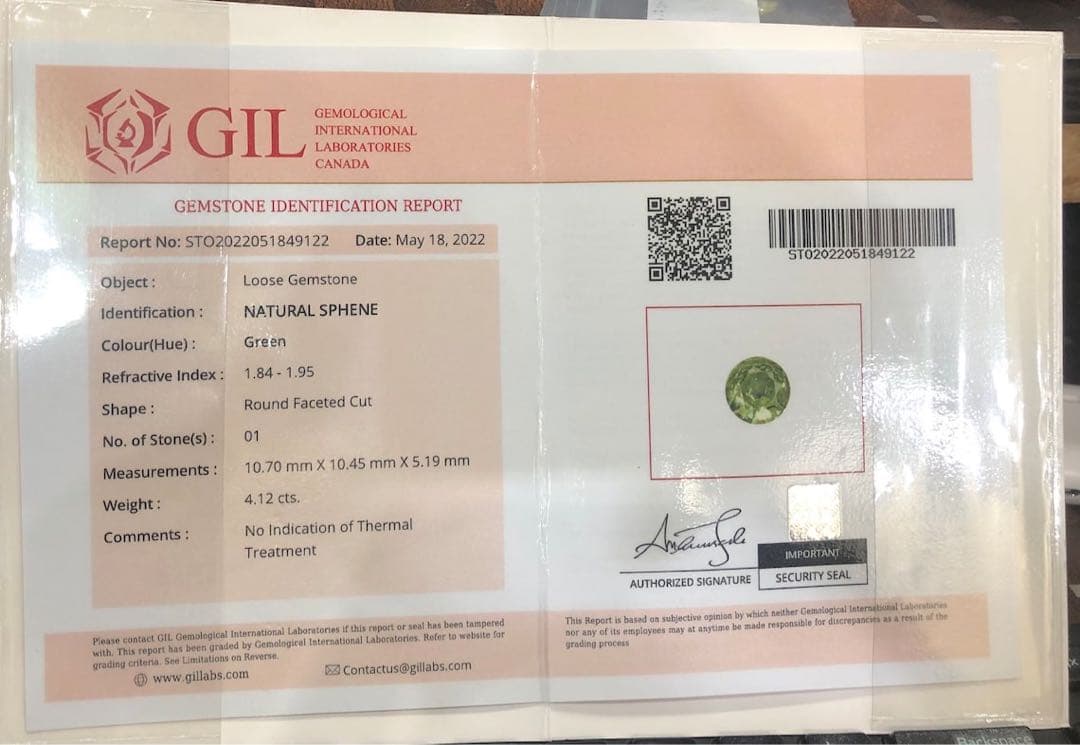 GIL
GEMOLOGICAL
INTERNATIONAL
LABORATORIES
CANADA
GEMSTONE IDENTIFICATION REPORT
Report No: STO2022051849122 Date: May 18, 2022
Object : Loose Gemstone
Identification : NATURAL SPHENE
Colour(Hue) : Green
Refractive Index : 1.84 - 1.95
Shape : Round Faceted Cut
No. of Stone(s) : 01
Measurements : 10.70 mm X 10.45 mm X 5.19 mm
Weight : 4.12 cts.
Comments : No Indication of Thermal
Treatment
Please contact GIL Gemological International Laboratories if this report or seal has been tampered
with. This report has been graded by Gemological International Laboratories. Refer to website for
grading criteria. See Limitations on Reverse.
www.gillabs.com Contactus@gillabs.com
STO2022051849122
AUTHORIZED SIGNATURE
IMPORTANT
SECURITY SEAL
This Report is based on subjective opinion by which neither Gemological International Laboratories
nor any of its employees may at anytime be made responsible for discrepancies as a result of the
grading process
Backspace